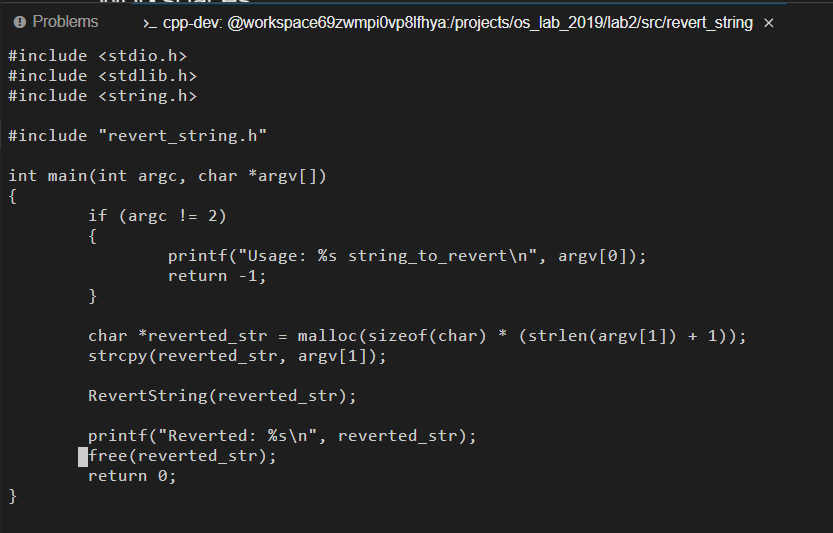 Problems
>_ cpp-dev: @workspace69zwmpi0vp8lfhya:/projects/os_lab_2019/lab2/src/revert_string ×
#include <stdio.h>
#include <stdlib.h>
#include <string.h>

#include "revert_string.h"

int main(int argc, char *argv[])
{
        if (argc != 2)
        {
                printf("Usage: %s string_to_revert\n", argv[0]);
                return -1;
        }

        char *reverted_str = malloc(sizeof(char) * (strlen(argv[1]) + 1));
        strcpy(reverted_str, argv[1]);

        RevertString(reverted_str);

        printf("Reverted: %s\n", reverted_str);
        free(reverted_str);
        return 0;
}